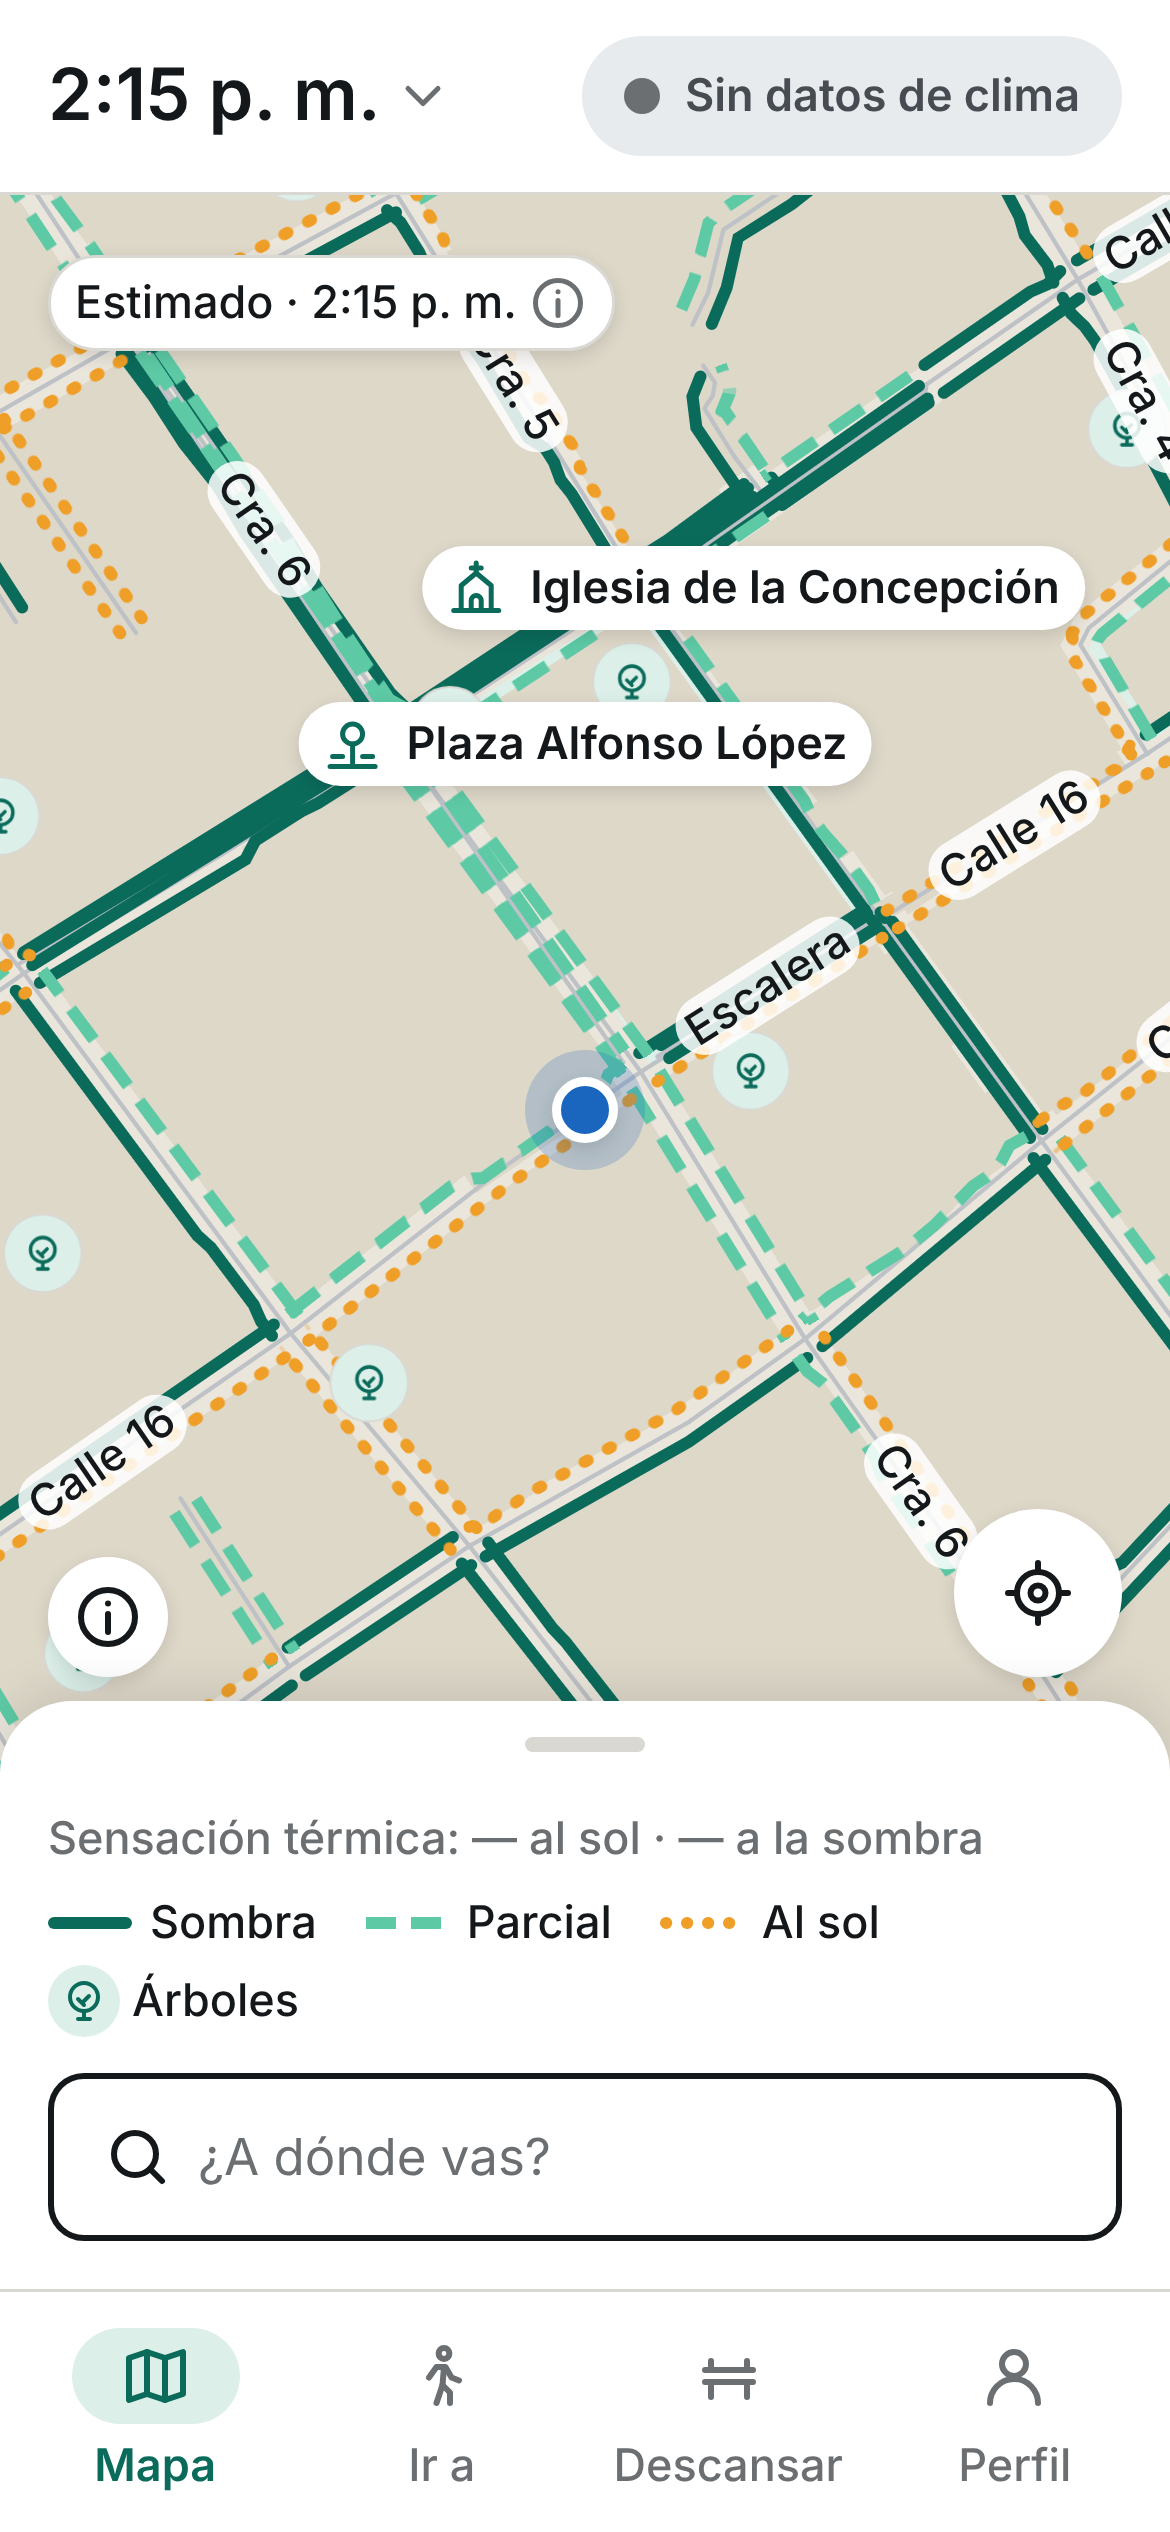 2:15 p. m.
Sin datos de clima
Estimado · 2:15 p. m.
Cra. 5
Cra. 4
Cra. 6
Iglesia de la Concepción
Plaza Alfonso López
Calle 16
Escalera
Calle 16
Cra. 6
Sensación térmica: — al sol · — a la sombra
Sombra Parcial Al sol
Árboles
¿A dónde vas?
Mapa Ir a Descansar Perfil